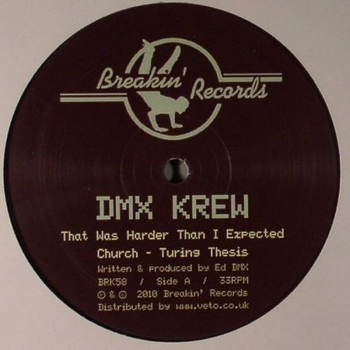 Breakin' Records
DMX KREW
That Was Harder Than I Expected
Church - Turing Thesis
Written & produced by Ed DMX
BRK58 / Side A / 33RPM
℗ & © 2010 Breakin' Records
Distributed by www.veto.co.uk